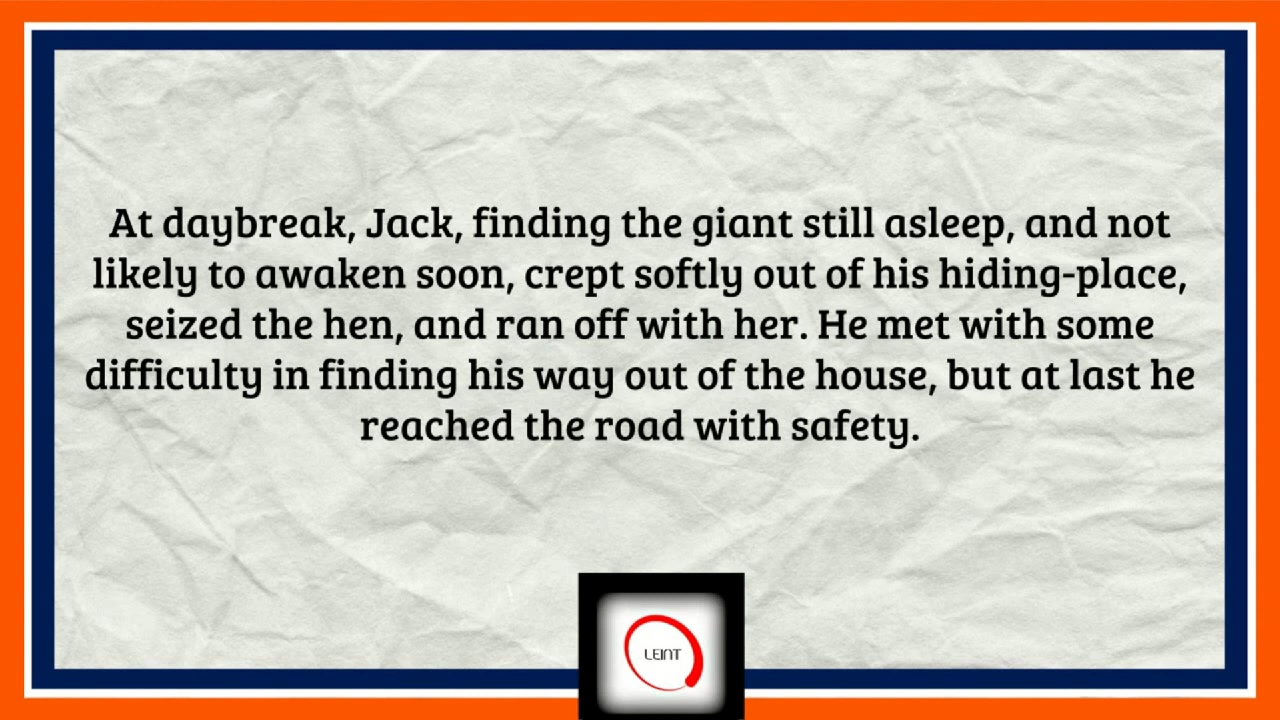 At daybreak, Jack, finding the giant still asleep, and not
likely to awaken soon, crept softly out of his hiding-place,
seized the hen, and ran off with her. He met with some
difficulty in finding his way out of the house, but at last he
reached the road with safety.
LEINT